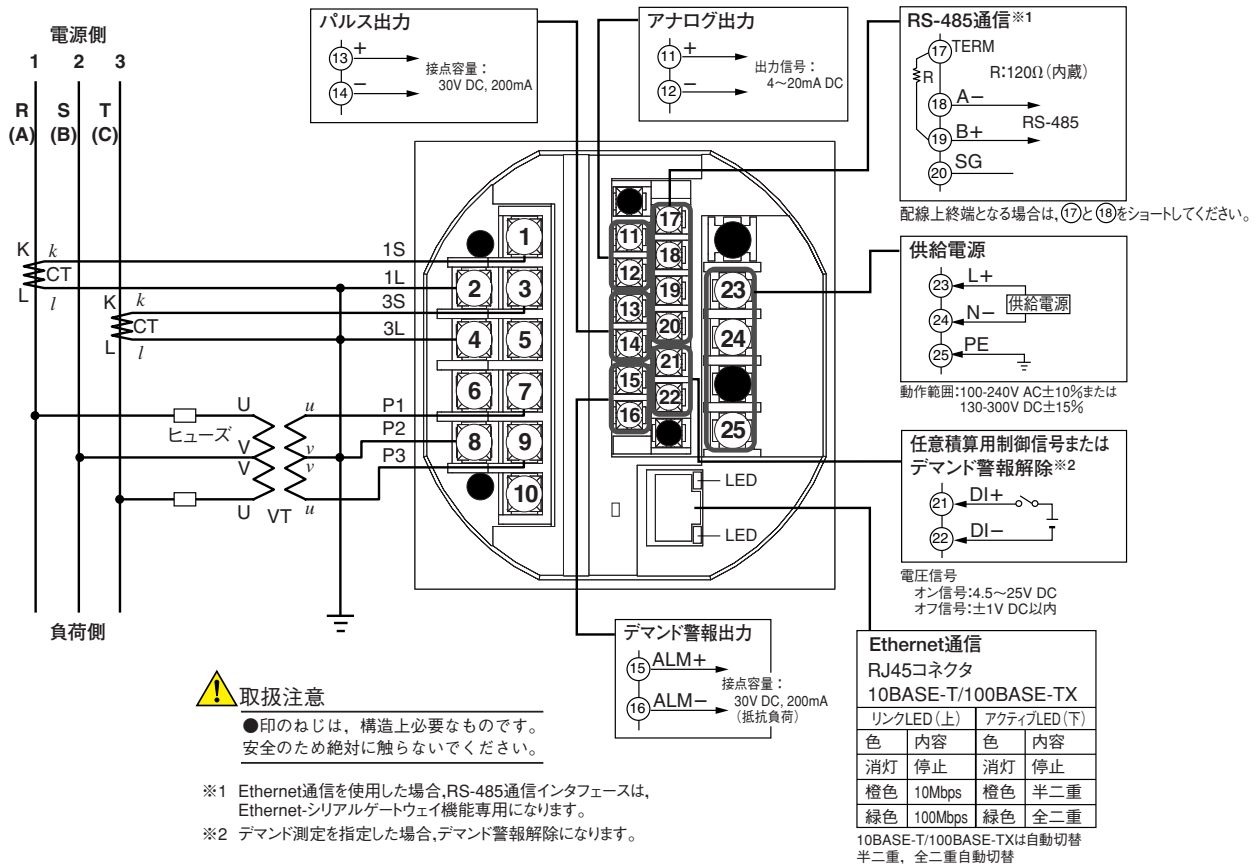 電源側
1 2 3
R S T
(A) (B) (C)
K k
CT
L l
K k
CT
L l
1S
1L
3S
3L
U u P1
ヒューズ
V v P2
V v P3
U VT u
負荷側
パルス出力
13 +
14 −
接点容量：
30V DC, 200mA
アナログ出力
11 +
12 −
出力信号：
4～20mA DC
RS-485通信※1
17 TERM
R R:120Ω（内蔵）
18 A−
RS-485
19 B+
20 SG
配線上終端となる場合は，⑰と⑱をショートしてください。
1
2 3
4 5
6 7
8 9
10
11
12
13
14
15
16
17
18
19
20
21
22
23
24
25
LED
LED
供給電源
23 L+
供給電源
24 N−
25 PE
動作範囲：100-240V AC±10%または
130-300V DC±15%
任意積算用制御信号または
デマンド警報解除※2
21 DI+
22 DI−
電圧信号
オン信号：4.5～25V DC
オフ信号：±1V DC以内
デマンド警報出力
15 ALM+
16 ALM−
接点容量：
30V DC, 200mA
（抵抗負荷）
Ethernet通信
RJ45コネクタ
10BASE-T/100BASE-TX
リンクLED（上） アクティブLED（下）
色 内容 色 内容
消灯 停止 消灯 停止
橙色 10Mbps 橙色 半二重
緑色 100Mbps 緑色 全二重
10BASE-T/100BASE-TXは自動切替
半二重，全二重自動切替
取扱注意
●印のねじは，構造上必要なものです。
安全のため絶対に触らないでください。
※1 Ethernet通信を使用した場合,RS-485通信インタフェースは,
Ethernet-シリアルゲートウェイ機能専用になります。
※2 デマンド測定を指定した場合,デマンド警報解除になります。